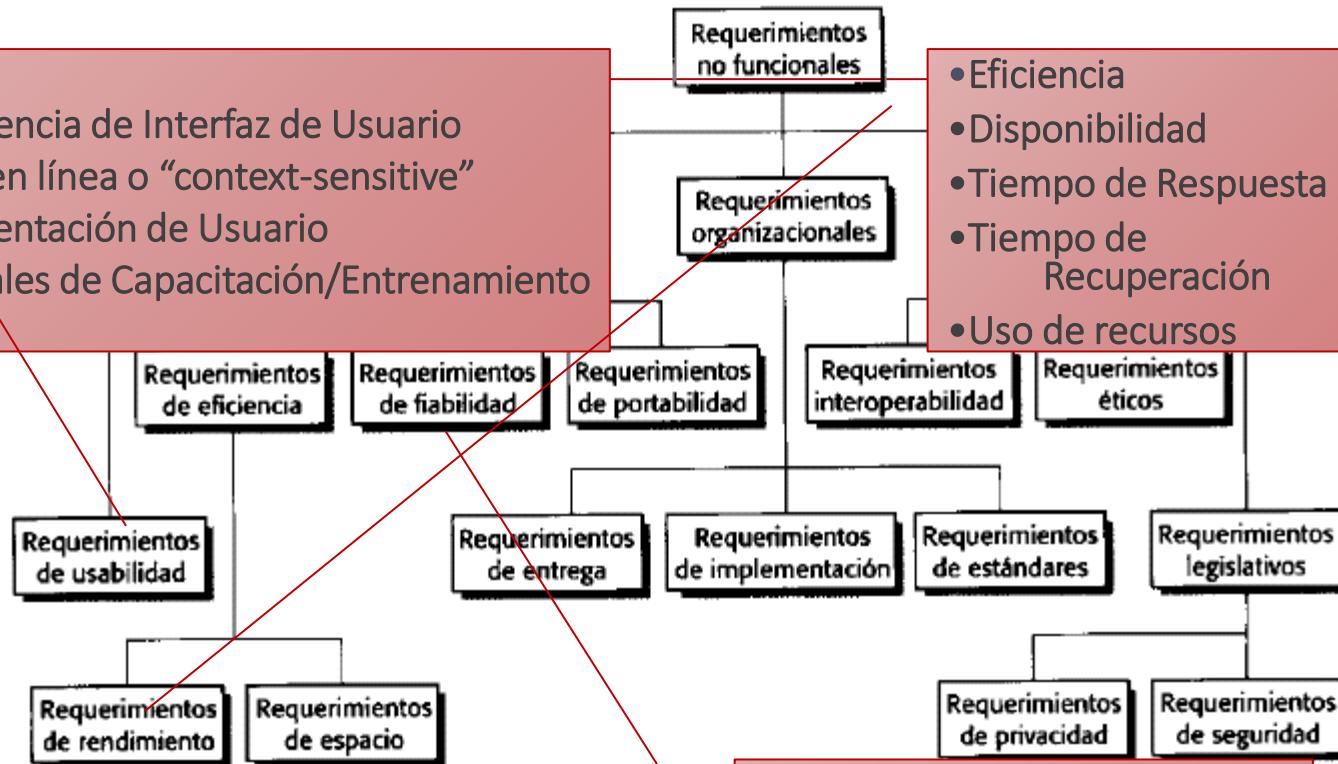 Requerimientos
no funcionales
encia de Interfaz de Usuario
en línea o “context-sensitive”
entación de Usuario
les de Capacitación/Entrenamiento
•Eficiencia
•Disponibilidad
•Tiempo de Respuesta
•Tiempo de
Recuperación
•Uso de recursos
Requerimientos
organizacionales
Requerimientos
de eficiencia
Requerimientos
de fiabilidad
Requerimientos
de portabilidad
Requerimientos
interoperabilidad
Requerimientos
éticos
Requerimientos
de usabilidad
Requerimientos
de entrega
Requerimientos
de implementación
Requerimientos
de estándares
Requerimientos
legislativos
Requerimientos
de rendimiento
Requerimientos
de espacio
Requerimientos
de privacidad
Requerimientos
de seguridad